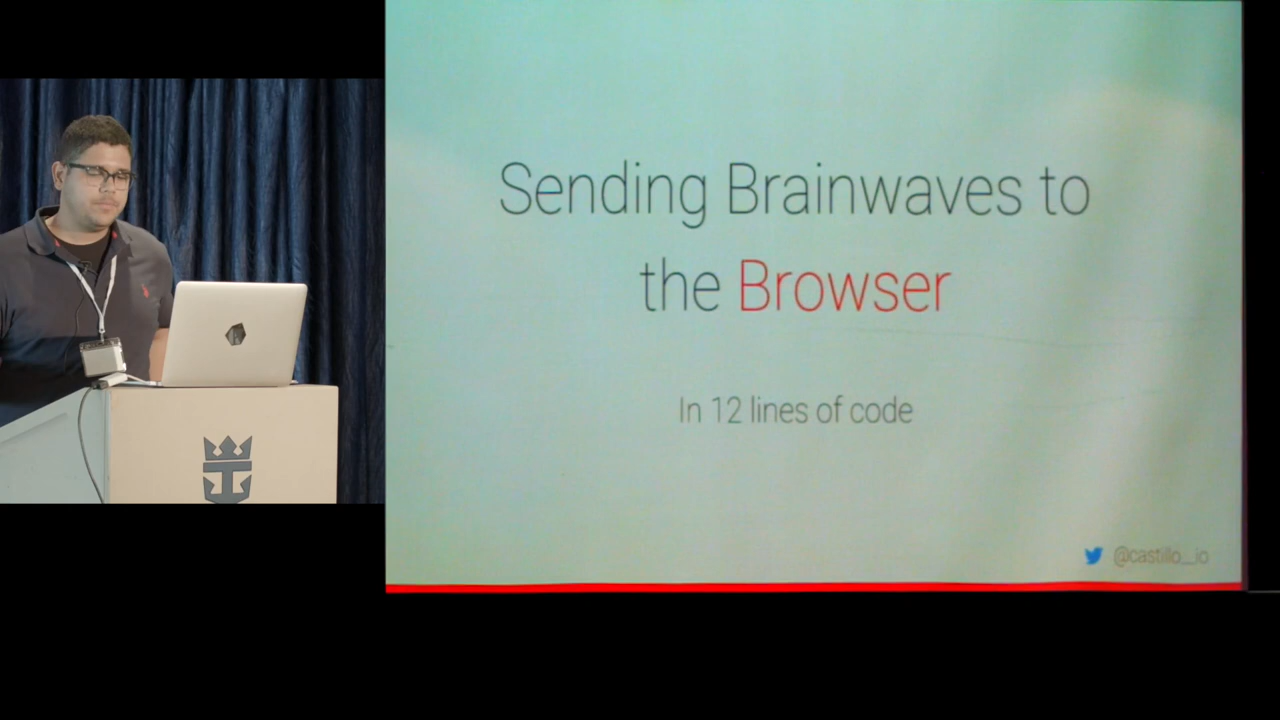 Sending Brainwaves to
the Browser
In 12 lines of code
@castillo__io